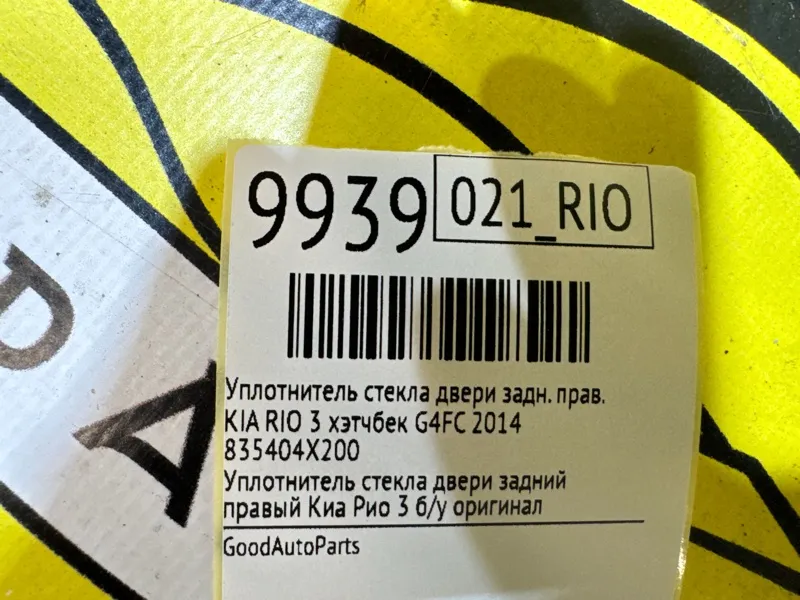 9939
021_RIO
Уплотнитель стекла двери задн. прав.
KIA RIO 3 хэтчбек G4FC 2014
835404X200
Уплотнитель стекла двери задний
правый Киа Рио 3 б/у оригинал
GoodAutoParts